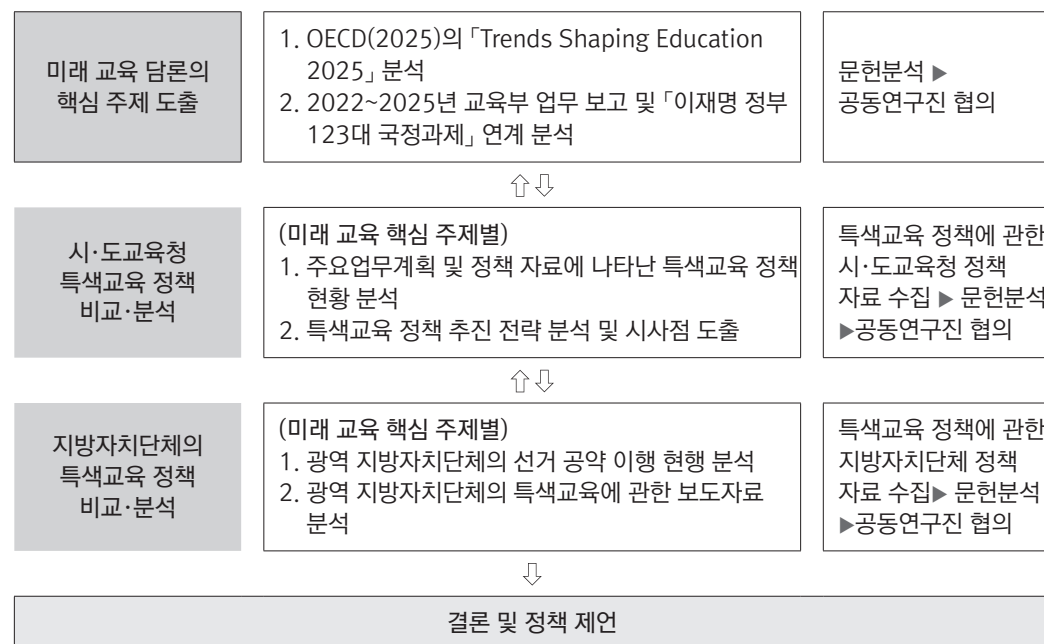 미래 교육 담론의
핵심 주제 도출
1. OECD(2025)의 「Trends Shaping Education
2025」 분석
2. 2022~2025년 교육부 업무 보고 및 「이재명 정부
123대 국정과제」 연계 분석
문헌분석 ▶
공동연구진 협의
⇧⇩
시·도교육청
특색교육 정책
비교·분석
(미래 교육 핵심 주제별)
1. 주요업무계획 및 정책 자료에 나타난 특색교육 정책
현황 분석
2. 특색교육 정책 추진 전략 분석 및 시사점 도출
특색교육 정책에 관한
시·도교육청 정책
자료 수집 ▶ 문헌분석
▶공동연구진 협의
⇧⇩
지방자치단체의
특색교육 정책
비교·분석
(미래 교육 핵심 주제별)
1. 광역 지방자치단체의 선거 공약 이행 현행 분석
2. 광역 지방자치단체의 특색교육에 관한 보도자료
분석
특색교육 정책에 관한
지방자치단체 정책
자료 수집▶ 문헌분석
▶공동연구진 협의
⇩
결론 및 정책 제언